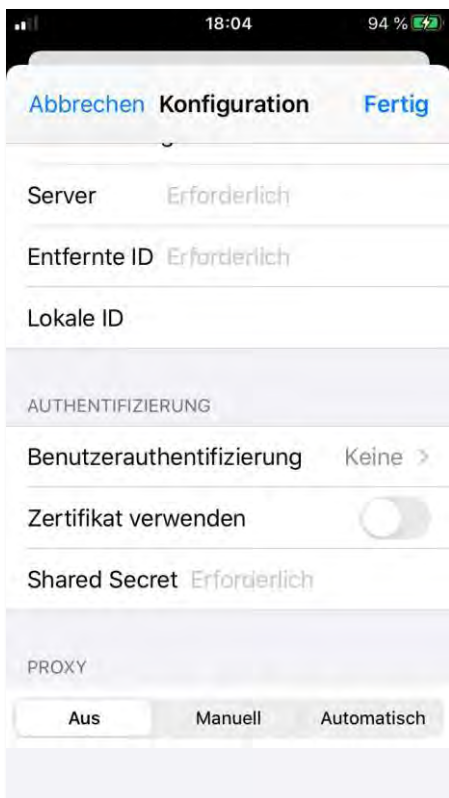 18:04
94 %
Abbrechen Konfiguration Fertig
Server Erforderlich
Entfernte ID Erforderlich
Lokale ID
AUTHENTIFIZIERUNG
Benutzerauthentifizierung Keine >
Zertifikat verwenden
Shared Secret Erforderlich
PROXY
Aus Manuell Automatisch